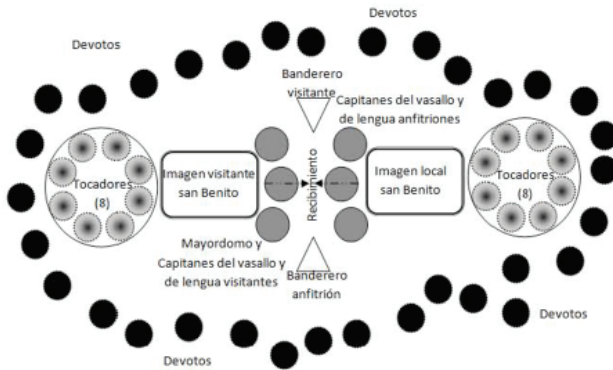 Devotos
Devotos
Banderero
visitante
Capitanes del vasallo y
de lengua anfitriones
Tocadores
(8)
Imagen visitante
san Benito
Recibimiento
Imagen local
san Benito
Tocadores
(8)
Mayordomo y
Capitanes del vasallo y
de lengua visitantes
Banderero
anfitrión
Devotos
Devotos